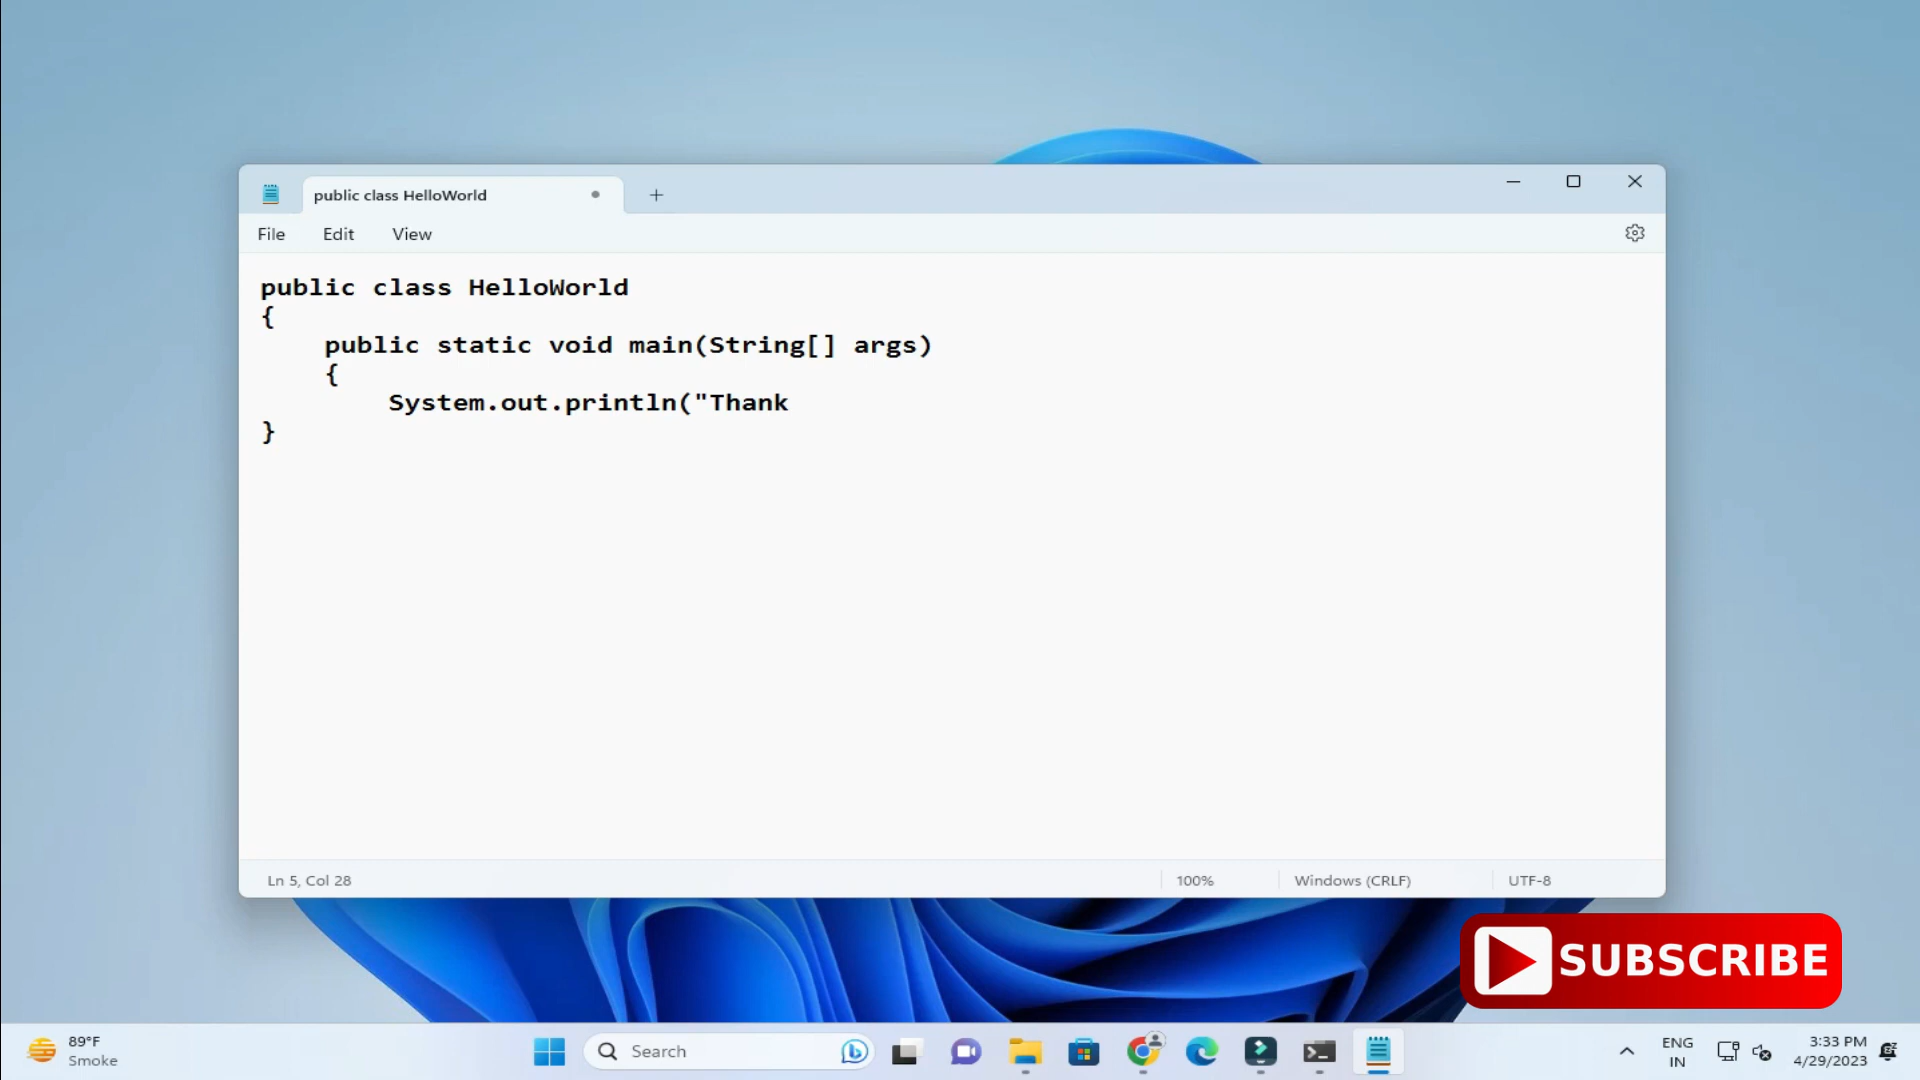 public class HelloWorld
File Edit View
public class HelloWorld
{
    public static void main(String[] args)
    {
        System.out.println("Thank
}
Ln 5, Col 28 100% Windows (CRLF) UTF-8
SUBSCRIBE
89°F
Smoke
Search
ENG
IN
3:33 PM
4/29/2023